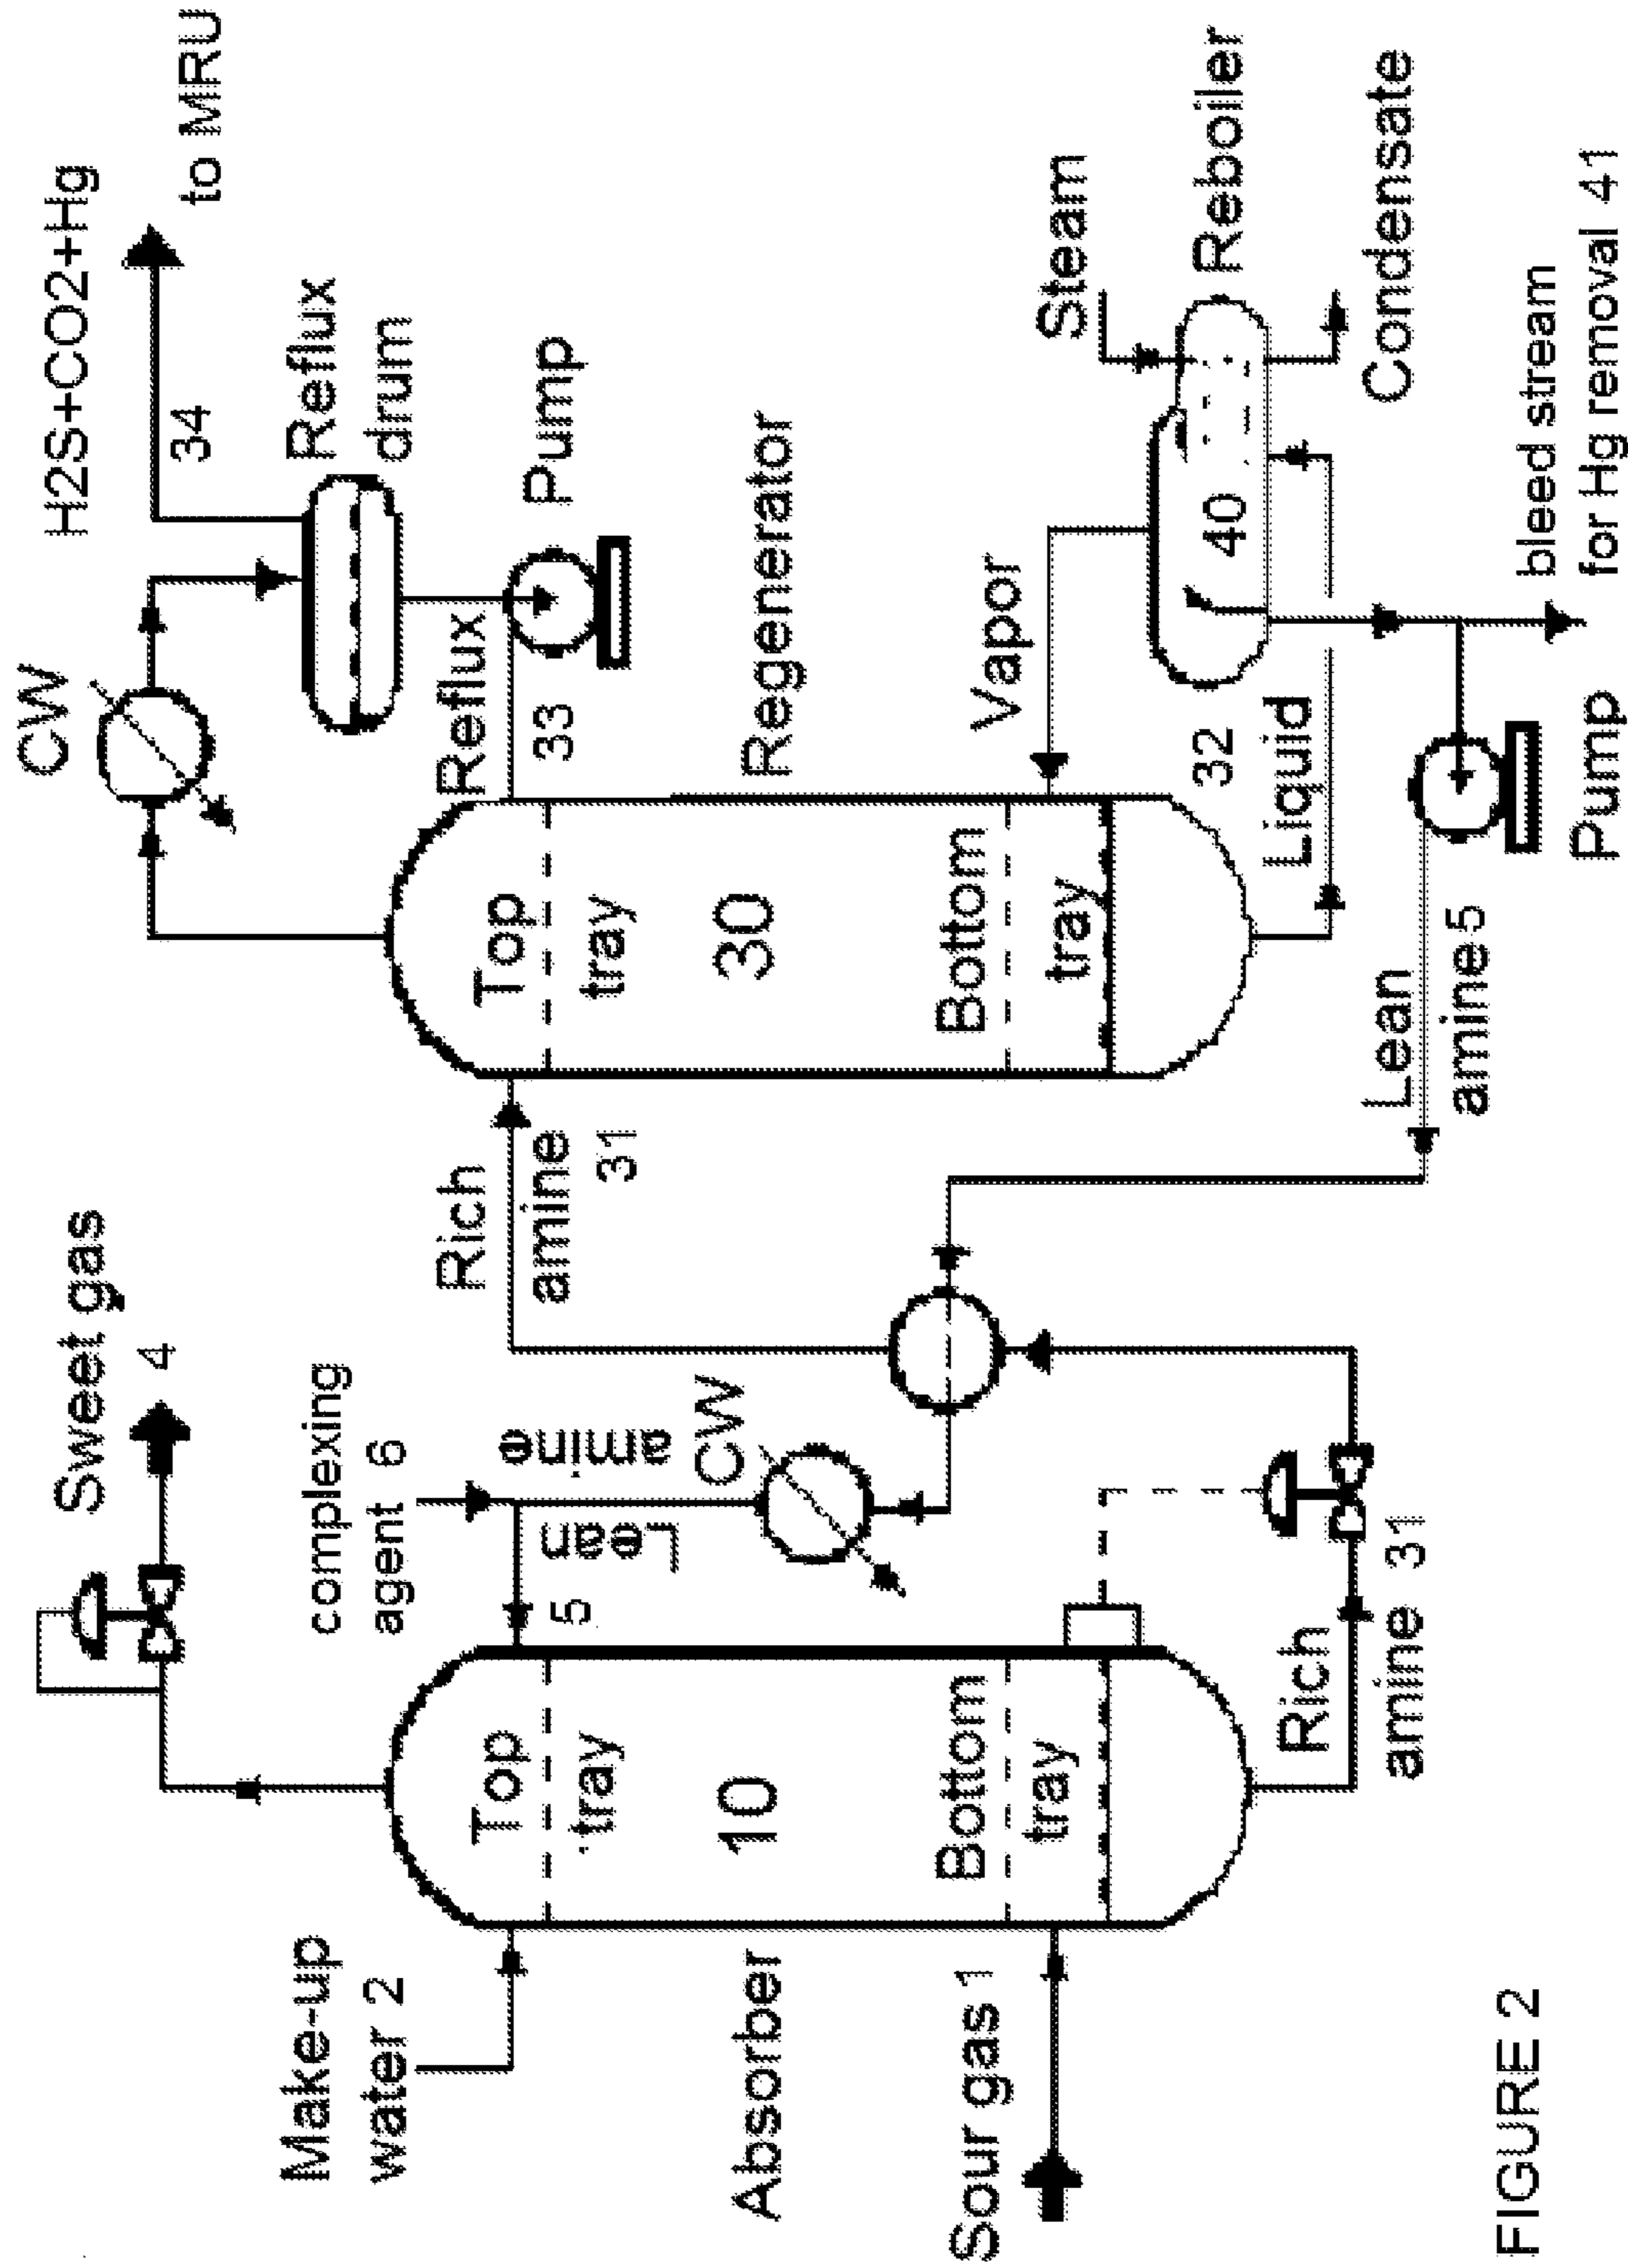 Make-up
water 2
Absorber
Sour gas 1
Top
tray
10
Bottom
tray
Sweet gas
4
complexing
agent 6
5
Lean
amine
CW
Rich
amine 31
Rich
amine
31
Lean
amine 5
Top
tray
30
Bottom
tray
CW
H2S+CO2+Hg
34
to MRU
Reflux
drum
Reflux
33
Pump
Regenerator
Vapor
32
Liquid
40
Steam
Reboiler
Condensate
Pump
bleed stream
for Hg removal 41
FIGURE 2